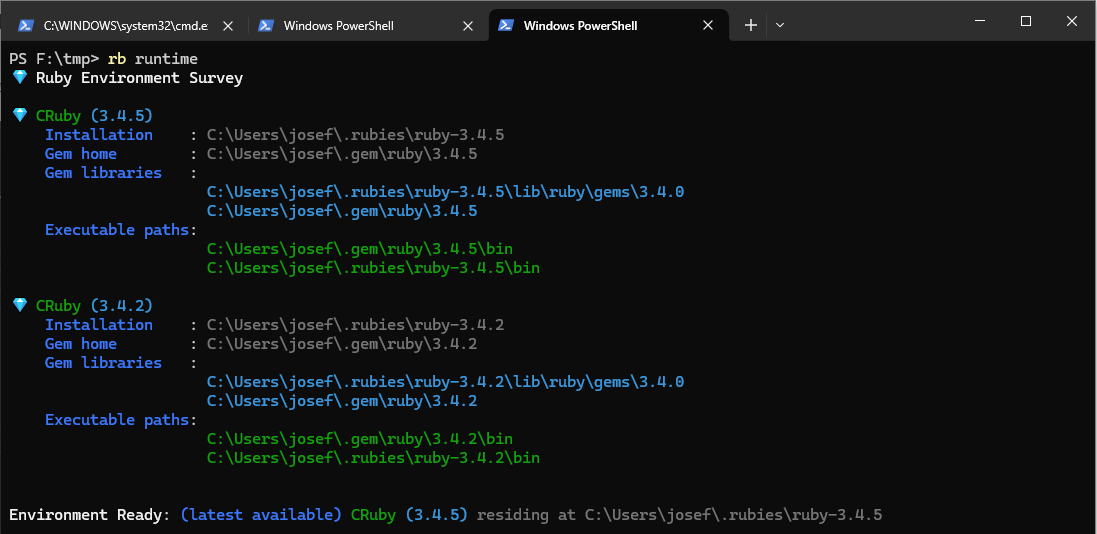 C:\WINDOWS\system32\cmd.e: Windows PowerShell Windows PowerShell
PS F:\tmp> rb runtime
Ruby Environment Survey
CRuby (3.4.5)
Installation : C:\Users\josef\.rubies\ruby-3.4.5
Gem home : C:\Users\josef\.gem\ruby\3.4.5
Gem libraries :
C:\Users\josef\.rubies\ruby-3.4.5\lib\ruby\gems\3.4.0
C:\Users\josef\.gem\ruby\3.4.5
Executable paths:
C:\Users\josef\.gem\ruby\3.4.5\bin
C:\Users\josef\.rubies\ruby-3.4.5\bin
CRuby (3.4.2)
Installation : C:\Users\josef\.rubies\ruby-3.4.2
Gem home : C:\Users\josef\.gem\ruby\3.4.2
Gem libraries :
C:\Users\josef\.rubies\ruby-3.4.2\lib\ruby\gems\3.4.0
C:\Users\josef\.gem\ruby\3.4.2
Executable paths:
C:\Users\josef\.gem\ruby\3.4.2\bin
C:\Users\josef\.rubies\ruby-3.4.2\bin
Environment Ready: (latest available) CRuby (3.4.5) residing at C:\Users\josef\.rubies\ruby-3.4.5